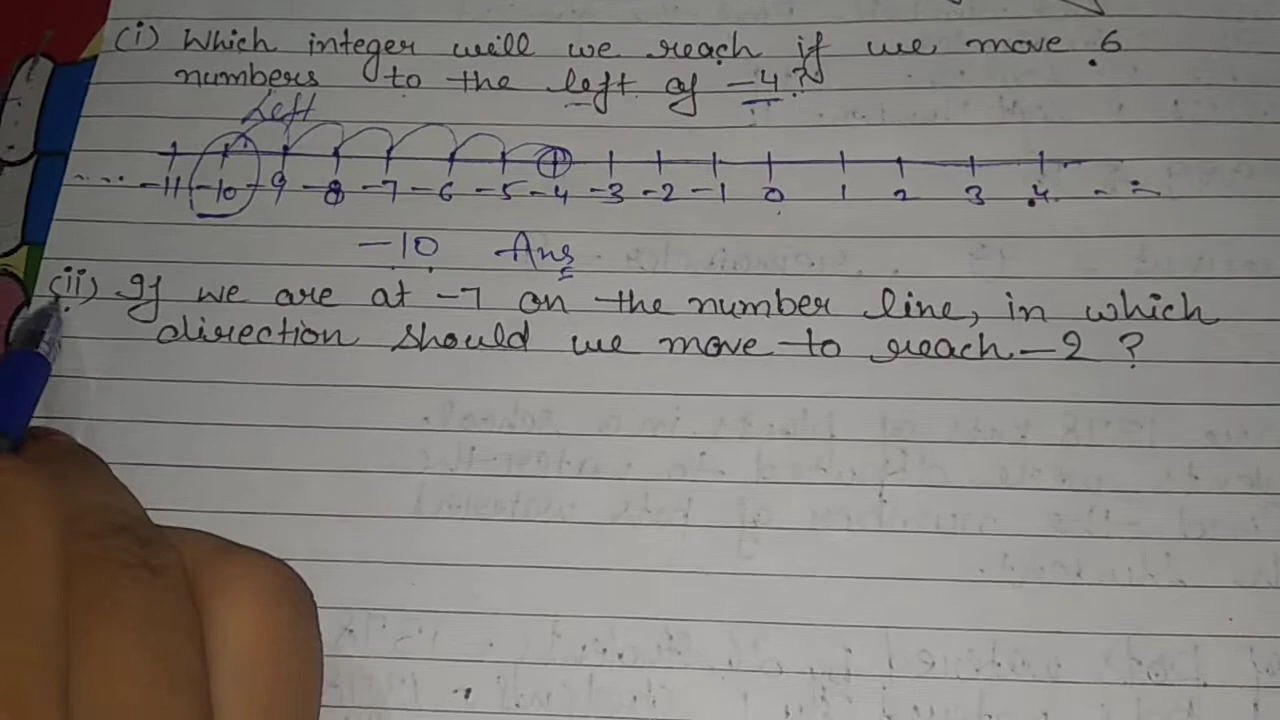 (i) Which integer will we reach if we move 6
numbers to the left of -4?
Left
.... -11 -10 -9 -8 -7 -6 -5 -4 -3 -2 -1 0 1 2 3 4 ...
-10 Ans
(ii) If we are at -7 on the number line, in which
direction should we move to reach -2 ?